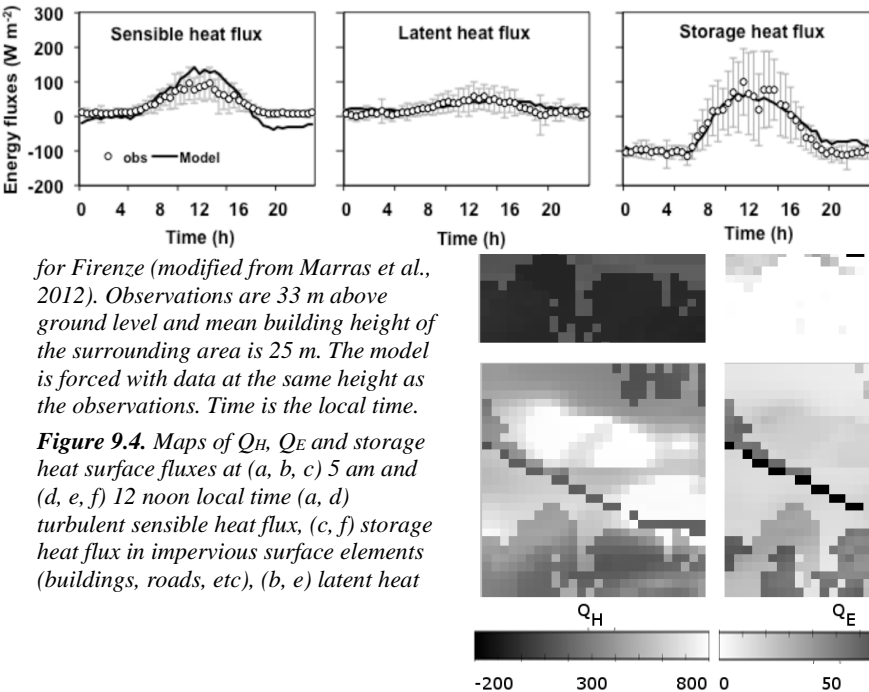 Energy fluxes (W m-2)
300
200
100
0
-100
-200
Sensible heat flux
obs Model
0 4 8 12 16 20
Time (h)
Latent heat flux
0 4 8 12 16 20
Time (h)
Storage heat flux
0 4 8 12 16 20
Time (h)
for Firenze (modified from Marras et al.,
2012). Observations are 33 m above
ground level and mean building height of
the surrounding area is 25 m. The model
is forced with data at the same height as
the observations. Time is the local time.
Figure 9.4. Maps of QH, QE and storage
heat surface fluxes at (a, b, c) 5 am and
(d, e, f) 12 noon local time (a, d)
turbulent sensible heat flux, (c, f) storage
heat flux in impervious surface elements
(buildings, roads, etc), (b, e) latent heat
QH
-200 300 800
QE
0 50